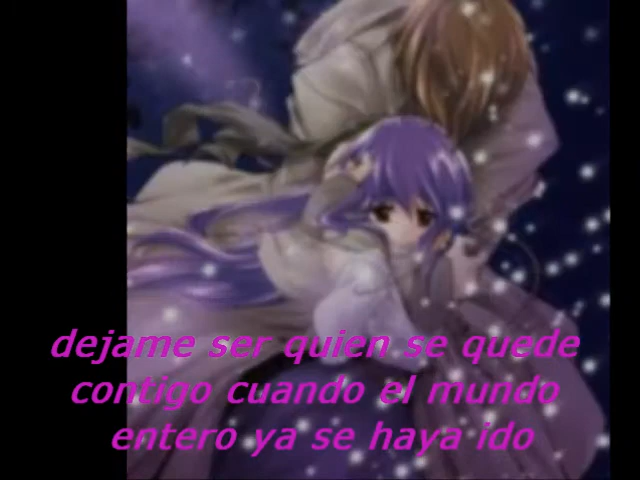 dejame ser quien se quede
contigo cuando el mundo
entero ya se haya ido